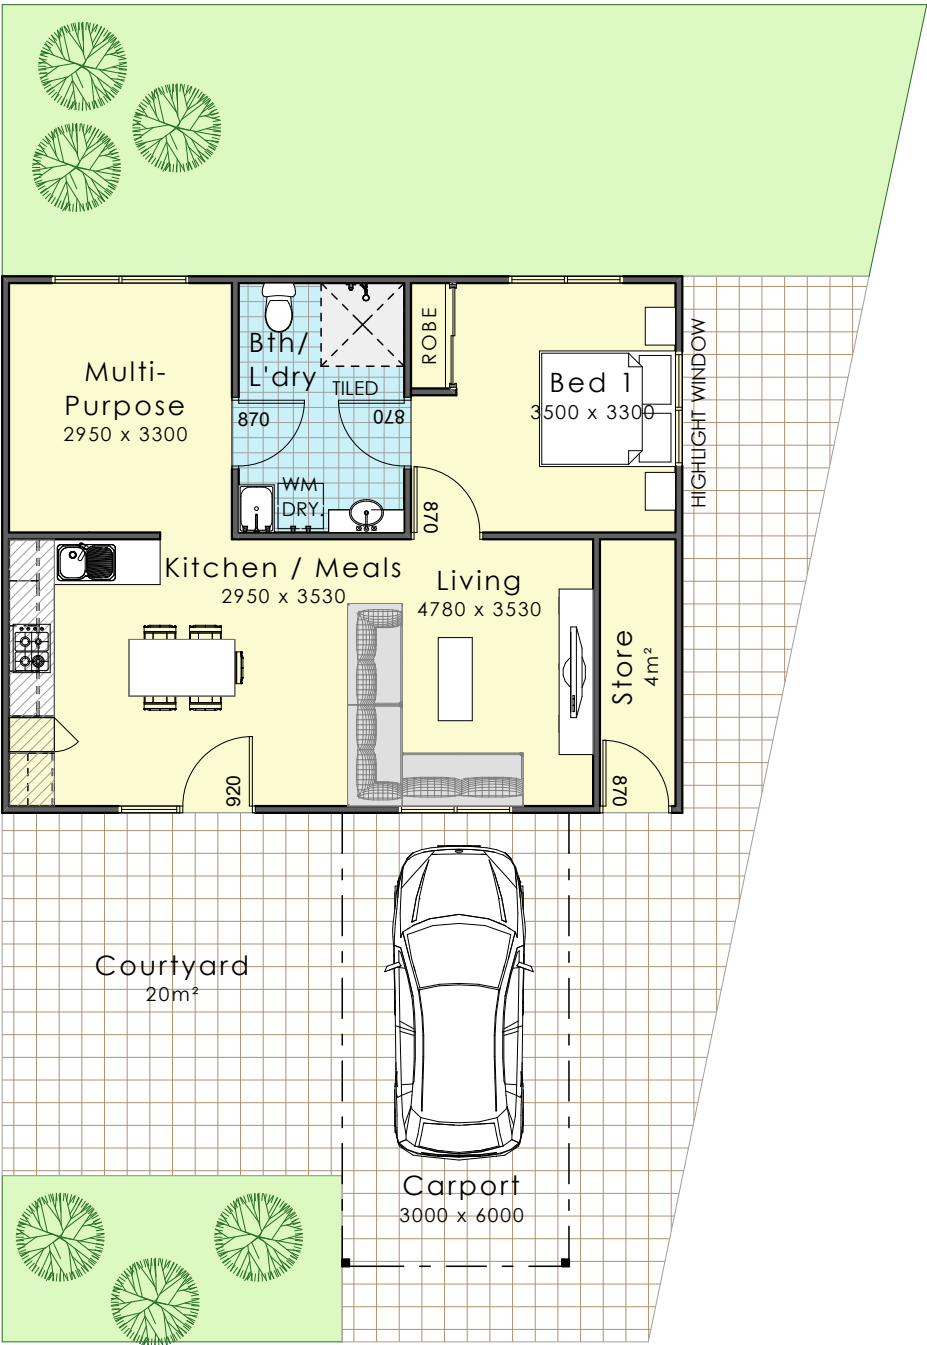 Multi-
Purpose
2950 x 3300
Bth/
L'dry
TILED
870
870
WM
DRY.
ROBE
Bed 1
3500 x 3300
HIGHLIGHT WINDOW
870
Kitchen / Meals
2950 x 3530
Living
4780 x 3530
Store
4m²
920
870
Courtyard
20m²
Carport
3000 x 6000